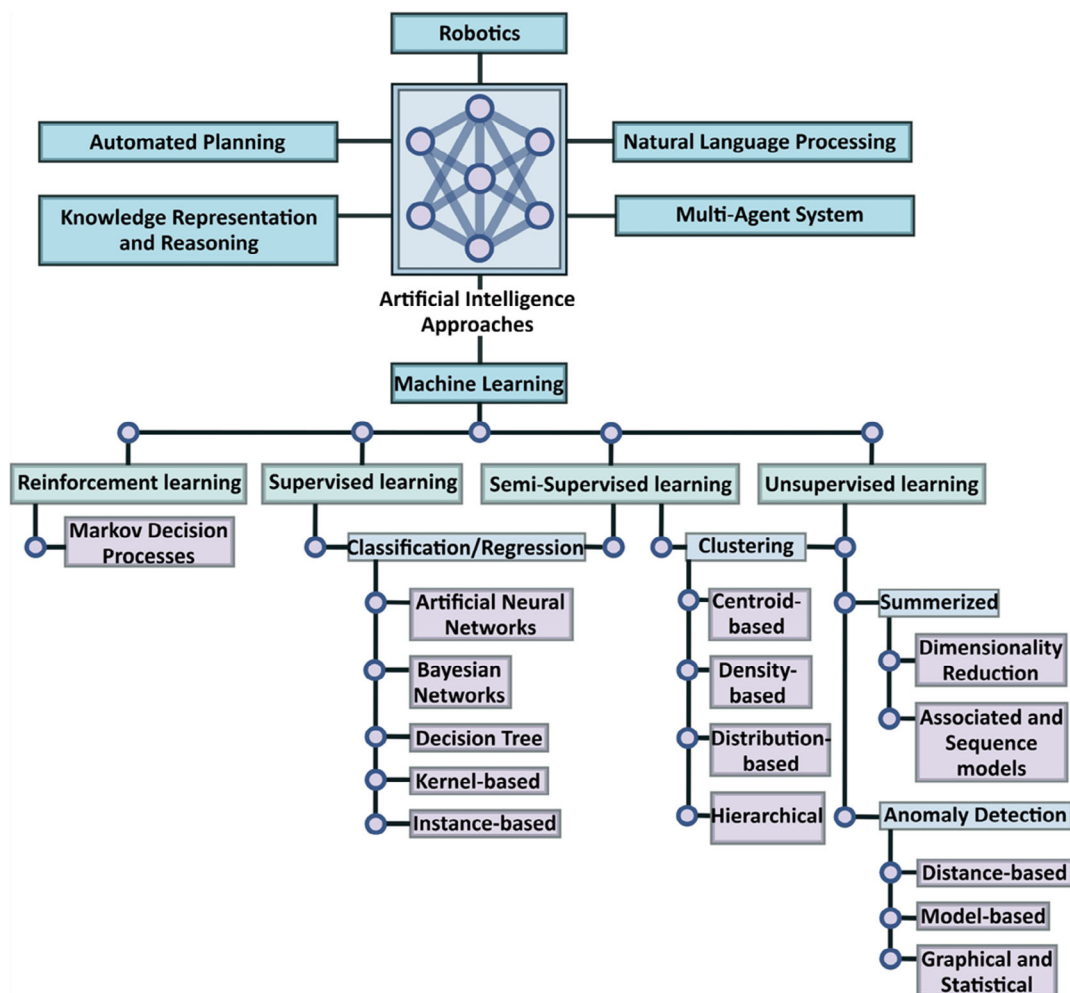 Robotics
Automated Planning
Natural Language Processing
Knowledge Representation
and Reasoning
Multi-Agent System
Artificial Intelligence
Approaches
Machine Learning
Reinforcement learning
Supervised learning
Semi-Supervised learning
Unsupervised learning
Markov Decision
Processes
Classification/Regression
Artificial Neural
Networks
Bayesian
Networks
Decision Tree
Kernel-based
Instance-based
Clustering
Centroid-
based
Density-
based
Distribution-
based
Hierarchical
Summerized
Dimensionality
Reduction
Associated and
Sequence
models
Anomaly Detection
Distance-based
Model-based
Graphical and
Statistical